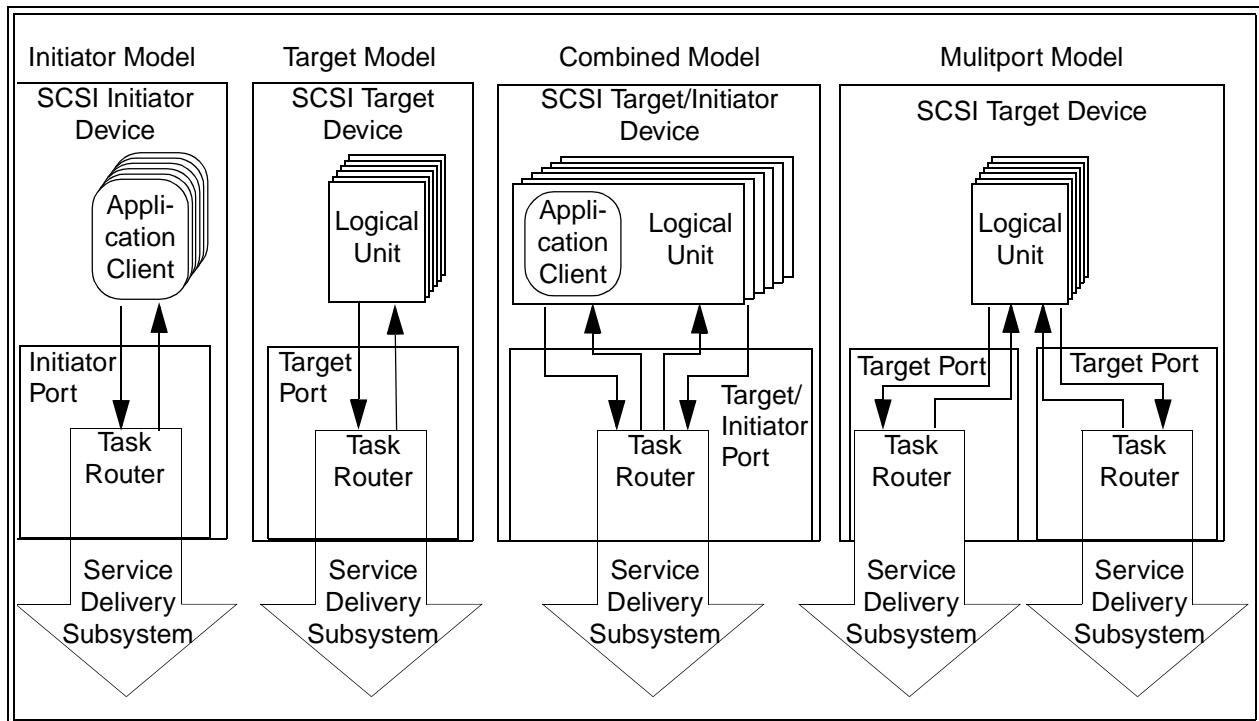 Initiator Model
SCSI Initiator
Device
Appli-
cation
Client
Initiator
Port
Task
Router
Service
Delivery
Subsystem
Target Model
SCSI Target
Device
Logical
Unit
Target
Port
Task
Router
Service
Delivery
Subsystem
Combined Model
SCSI Target/Initiator
Device
Appli-
cation
Client
Logical
Unit
Target/
Initiator
Port
Task
Router
Service
Delivery
Subsystem
Mulitport Model
SCSI Target Device
Logical
Unit
Target Port
Task
Router
Service
Delivery
Subsystem
Target Port
Task
Router
Service
Delivery
Subsystem